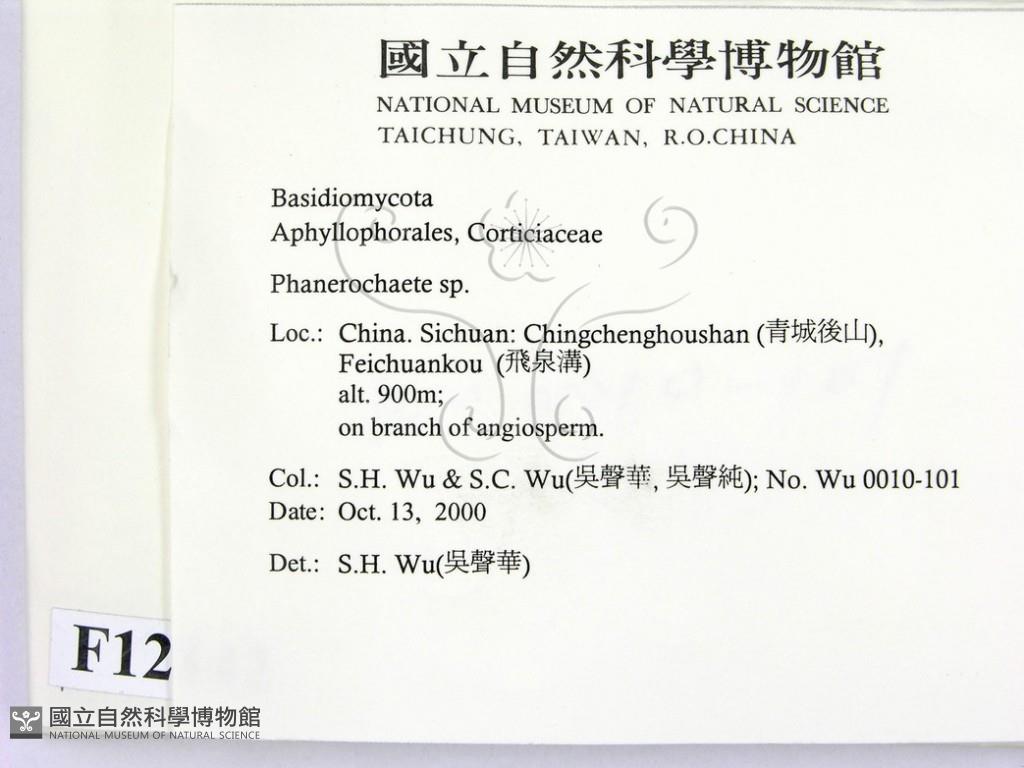 國立自然科學博物館
NATIONAL MUSEUM OF NATURAL SCIENCE
TAICHUNG, TAIWAN, R.O.CHINA
Basidiomycota
Aphyllophorales, Corticiaceae
Phanerochaete sp.
Loc.: China. Sichuan: Chingchenghoushan (青城後山),
Feichuankou (飛泉溝)
alt. 900m;
on branch of angiosperm.
Col.: S.H. Wu & S.C. Wu(吳聲華, 吳聲純); No. Wu 0010-101
Date: Oct. 13, 2000
Det.: S.H. Wu(吳聲華)
F12
國立自然科學博物館
NATIONAL MUSEUM OF NATURAL SCIENCE